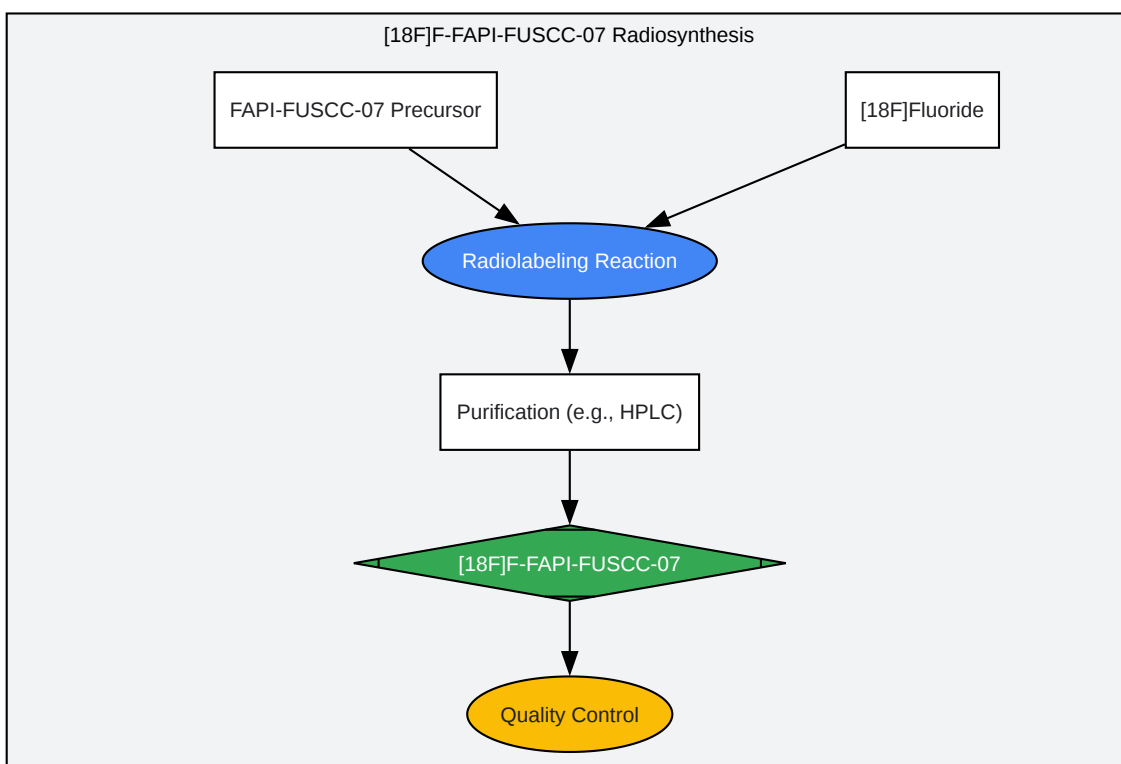 [18F]F-FAPI-FUSCC-07 Radiosynthesis
FAPI-FUSCC-07 Precursor
[18F]Fluoride
Radiolabeling Reaction
Purification (e.g., HPLC)
[18F]F-FAPI-FUSCC-07
Quality Control